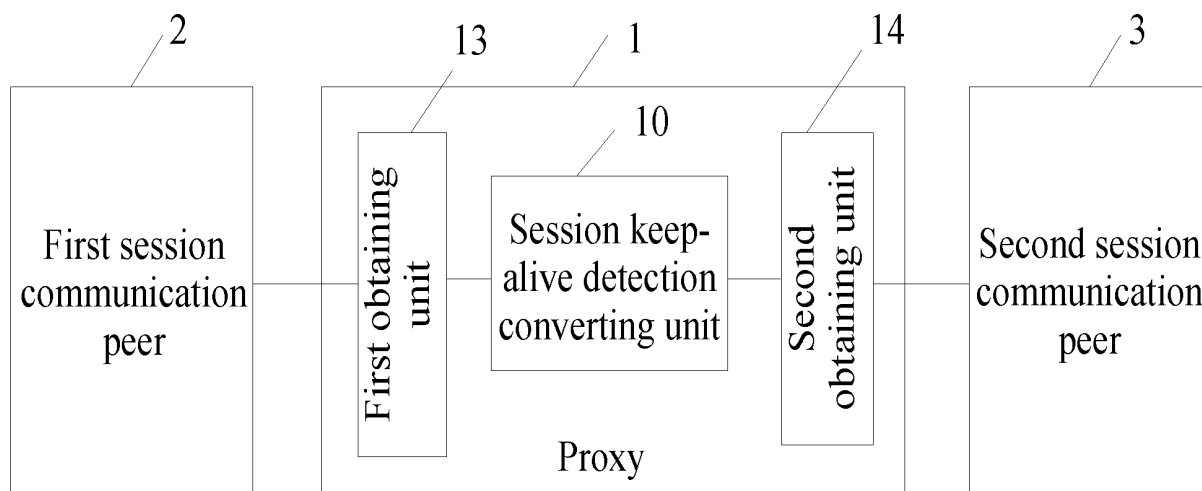 2
13
1
14
3
10
First session
communication
peer
First obtaining
unit
Session keep-
alive detection
converting unit
Second
obtaining unit
Second session
communication
peer
Proxy